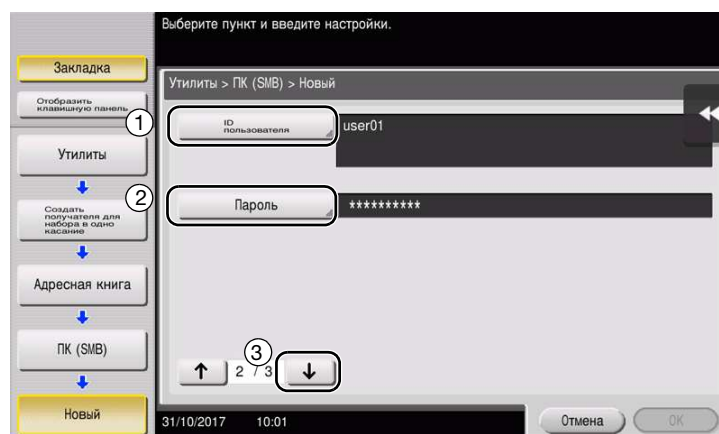 Выберите пункт и введите настройки.
Закладка
Отобразить
клавишную панель
Утилиты
Создать
получателя для
набора в одно
касание
Адресная книга
ПК (SMB)
Новый
Утилиты > ПК (SMB) > Новый
1
ID
пользователя
user01
2
Пароль
**********
3
2 / 3
31/10/2017 10:01
Отмена
OK